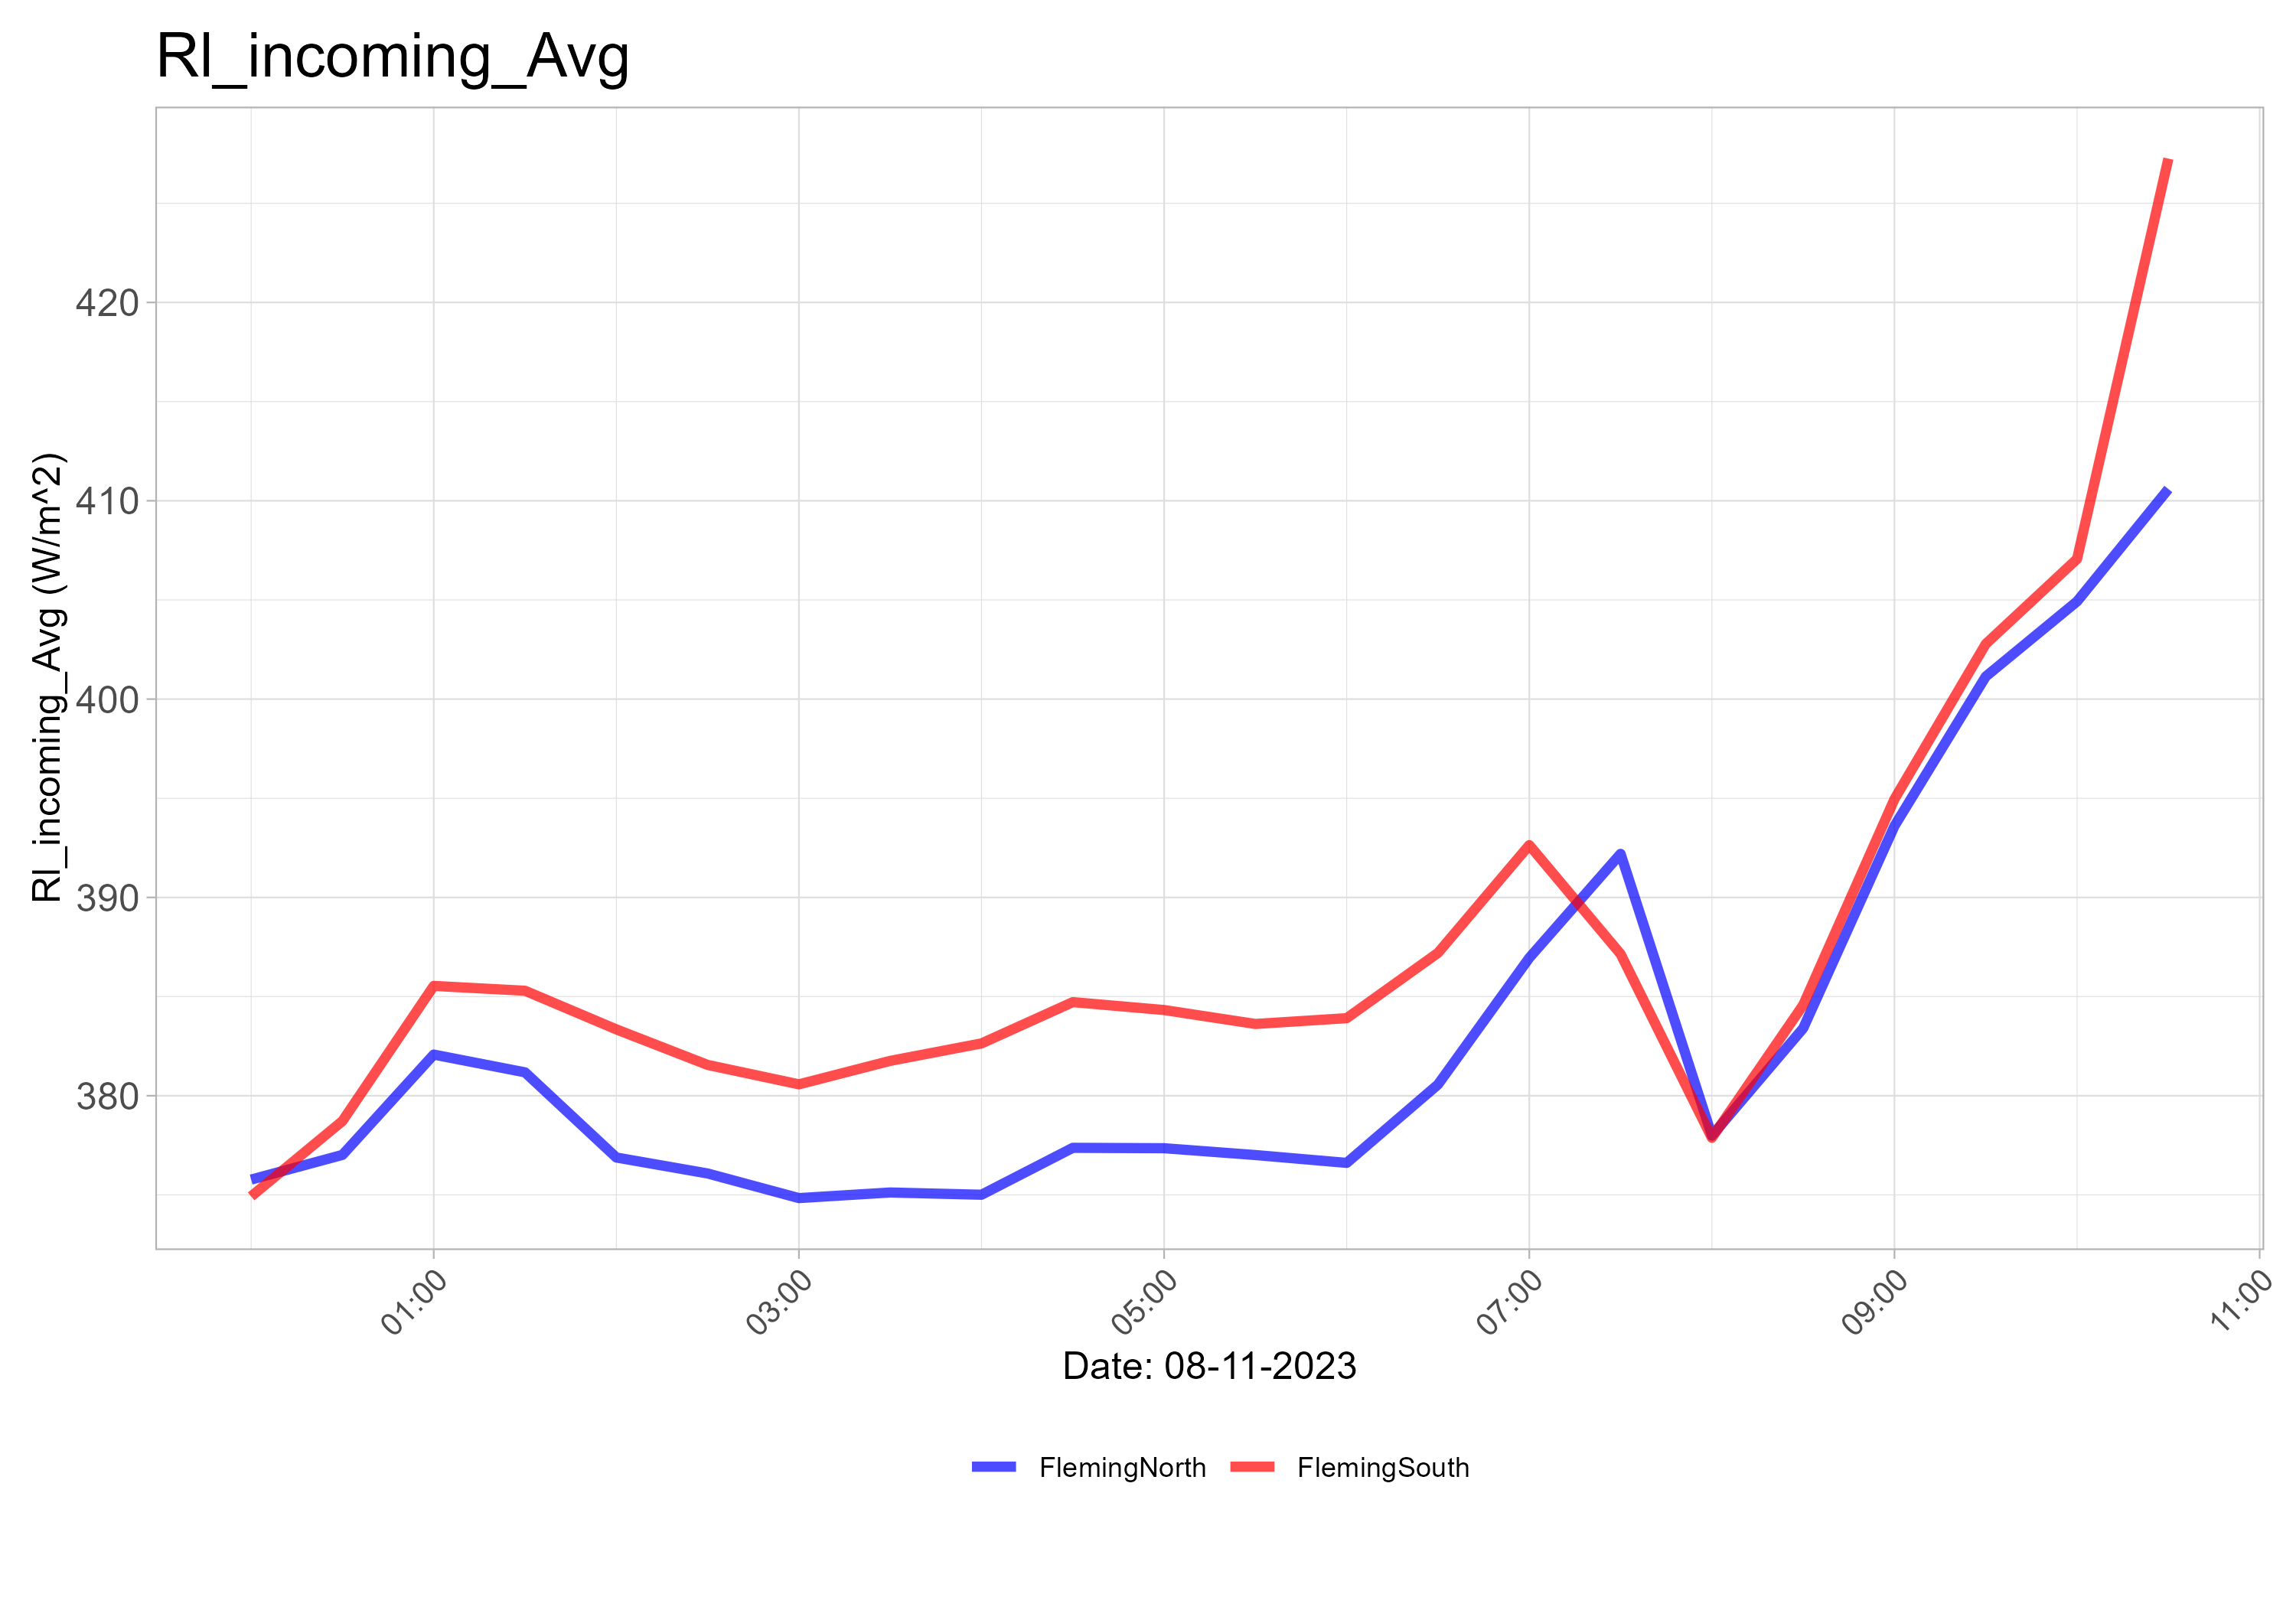 Rl_incoming_Avg
Rl_incoming_Avg (W/m^2)
420
410
400
390
380
01:00
03:00
05:00
07:00
09:00
11:00
Date: 08-11-2023
FlemingNorth
FlemingSouth